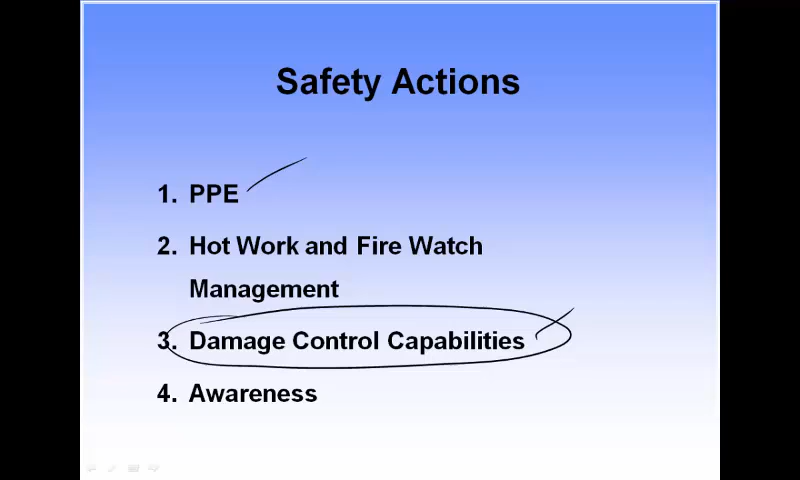 Safety Actions
1. PPE
2. Hot Work and Fire Watch
Management
3. Damage Control Capabilities
4. Awareness